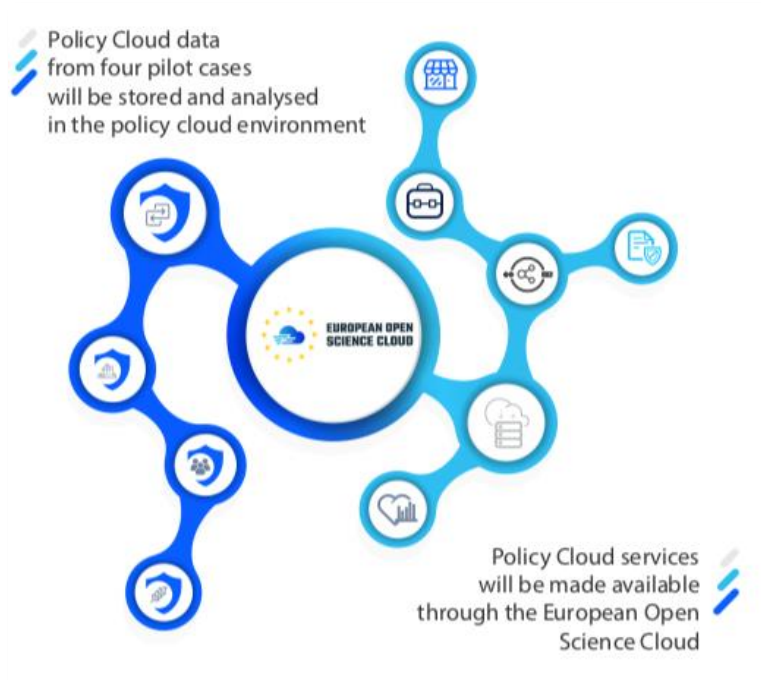 Policy Cloud data
from four pilot cases
will be stored and analysed
in the policy cloud environment
EUROPEAN OPEN
SCIENCE CLOUD
Policy Cloud services
will be made available
through the European Open
Science Cloud